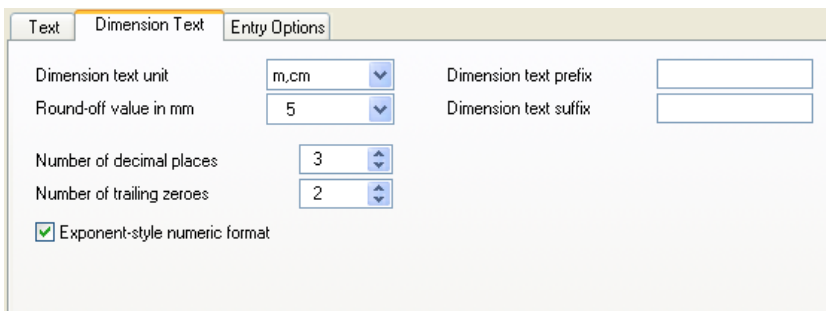 Text Dimension Text Entry Options
Dimension text unit m,cm Dimension text prefix
Round-off value in mm 5 Dimension text suffix
Number of decimal places 3
Number of trailing zeroes 2
Exponent-style numeric format